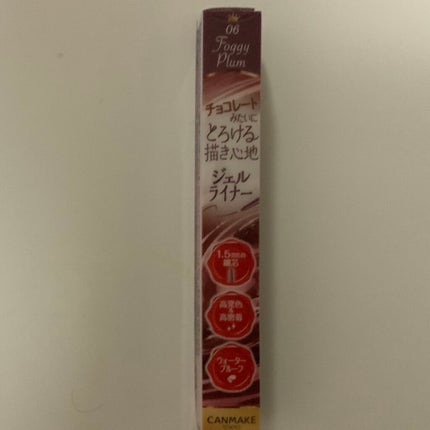 06
Foggy
Plum
チョコレート
みたいに
とろける
描き心地
ジェル
ライナー
1.5mmの
細芯
高発色
&
高密着
ウォーター
プルーフ
CANMAKE
TOKYO